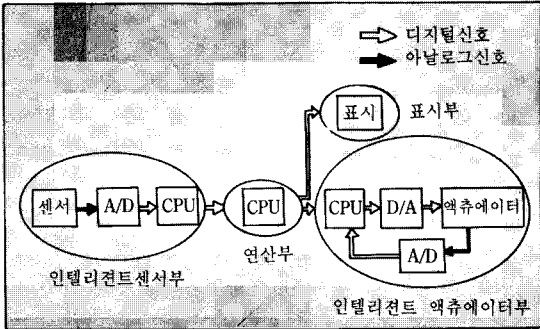 디지털신호
아날로그신호
표시 표시부
센서 A/D CPU CPU CPU D/A 액츄에이터
A/D
연산부
인텔리젼트센서부
인텔리젼트 액츄에이터부